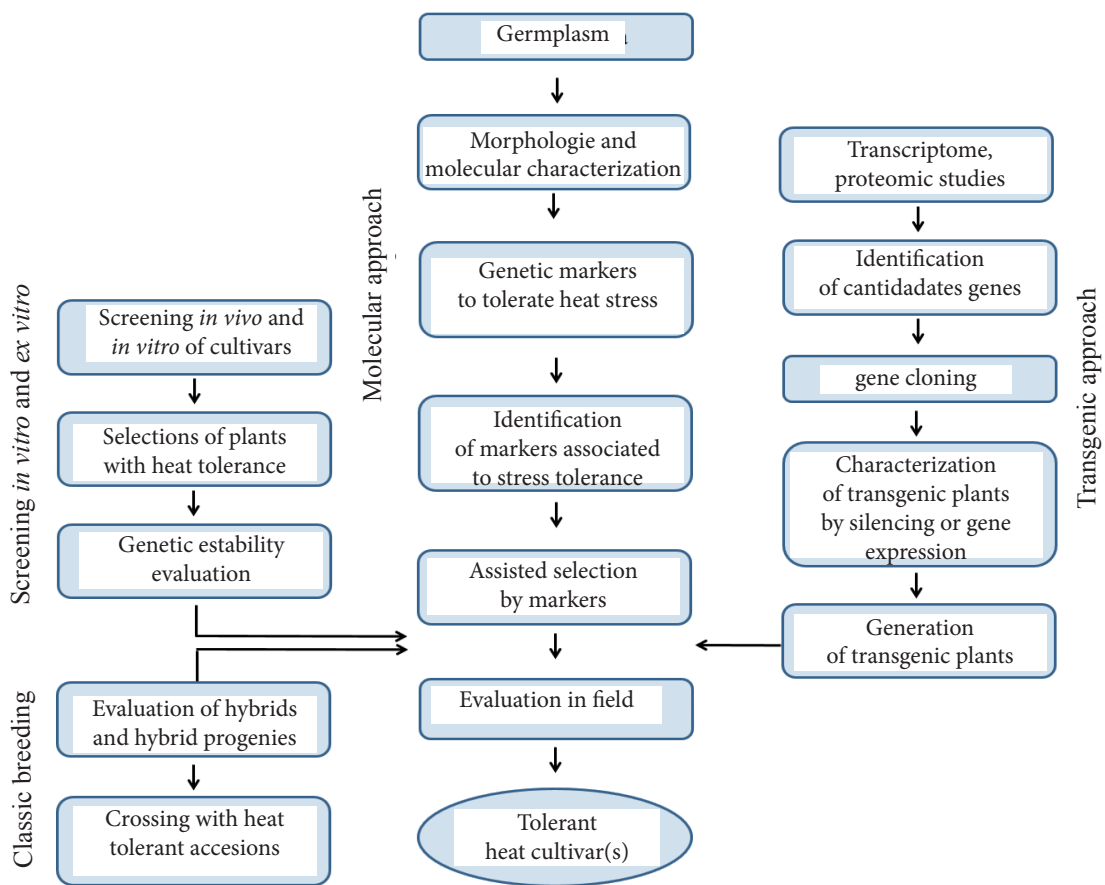 Germplasm
Morphologie and
molecular characterization
Genetic markers
to tolerate heat stress
Identification
of markers associated
to stress tolerance
Assisted selection
by markers
Evaluation in field
Tolerant
heat cultivar(s)
Molecular approach
Screening in vitro and ex vitro
Screening in vivo and
in vitro of cultivars
Selections of plants
with heat tolerance
Genetic estability
evaluation
Classic breeding
Evaluation of hybrids
and hybrid progenies
Crossing with heat
tolerant accesions
Transcriptome,
proteomic studies
Identification
of cantidadates genes
gene cloning
Characterization
of transgenic plants
by silencing or gene
expression
Generation
of transgenic plants
Transgenic approach